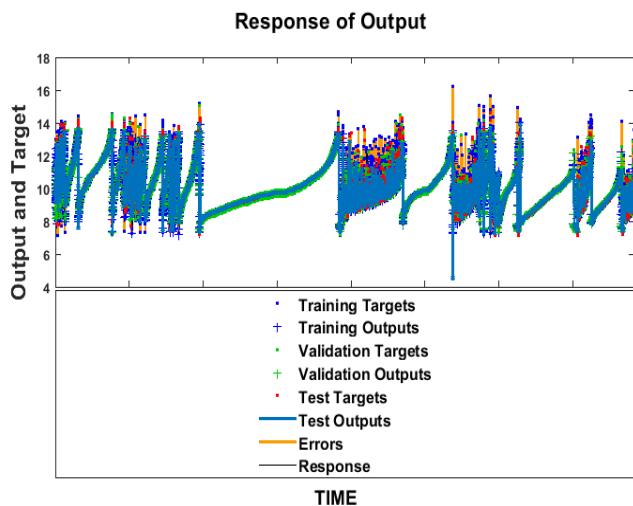 Response of Output
18
16
14
12
10
8
6
4
Output and Target
Training Targets
Training Outputs
Validation Targets
Validation Outputs
Test Targets
Test Outputs
Errors
Response
TIME